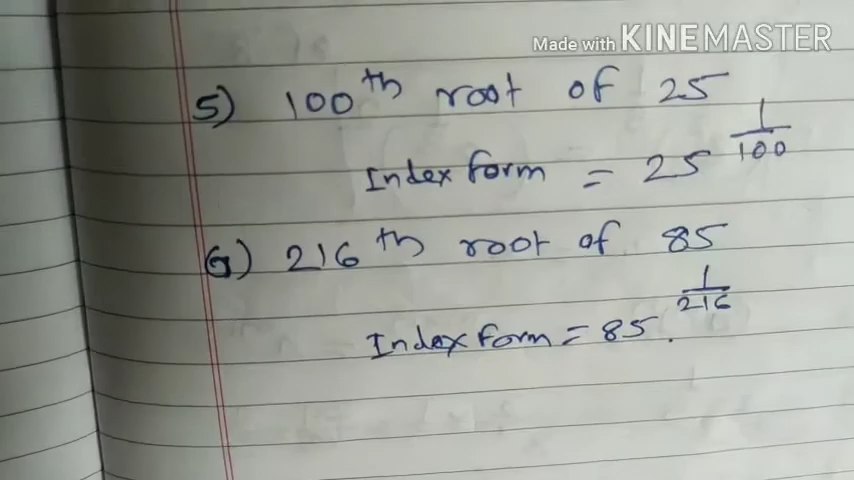 Made with KINEMASTER
5) 100th root of 25
Index form = 25^(1/100)
6) 216th root of 85
Index form = 85^(1/216).